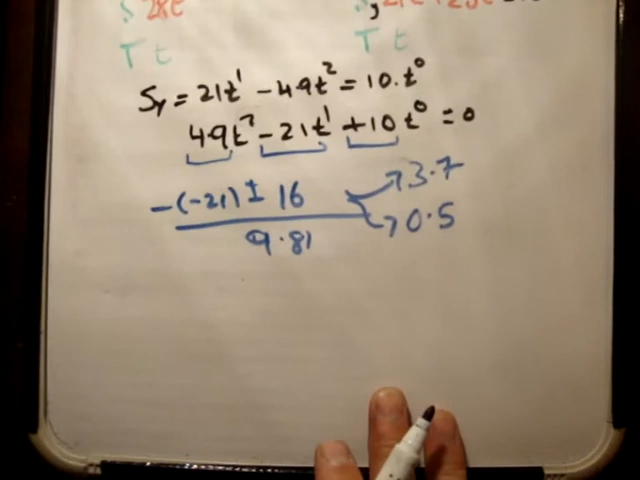 S 28t
T t
T t
Sy = 21t¹ - 4.9t² = 10.t⁰
4.9t² - 21t¹ + 10t⁰ = 0
-(-21) ± 16
9.81
3.7
0.5